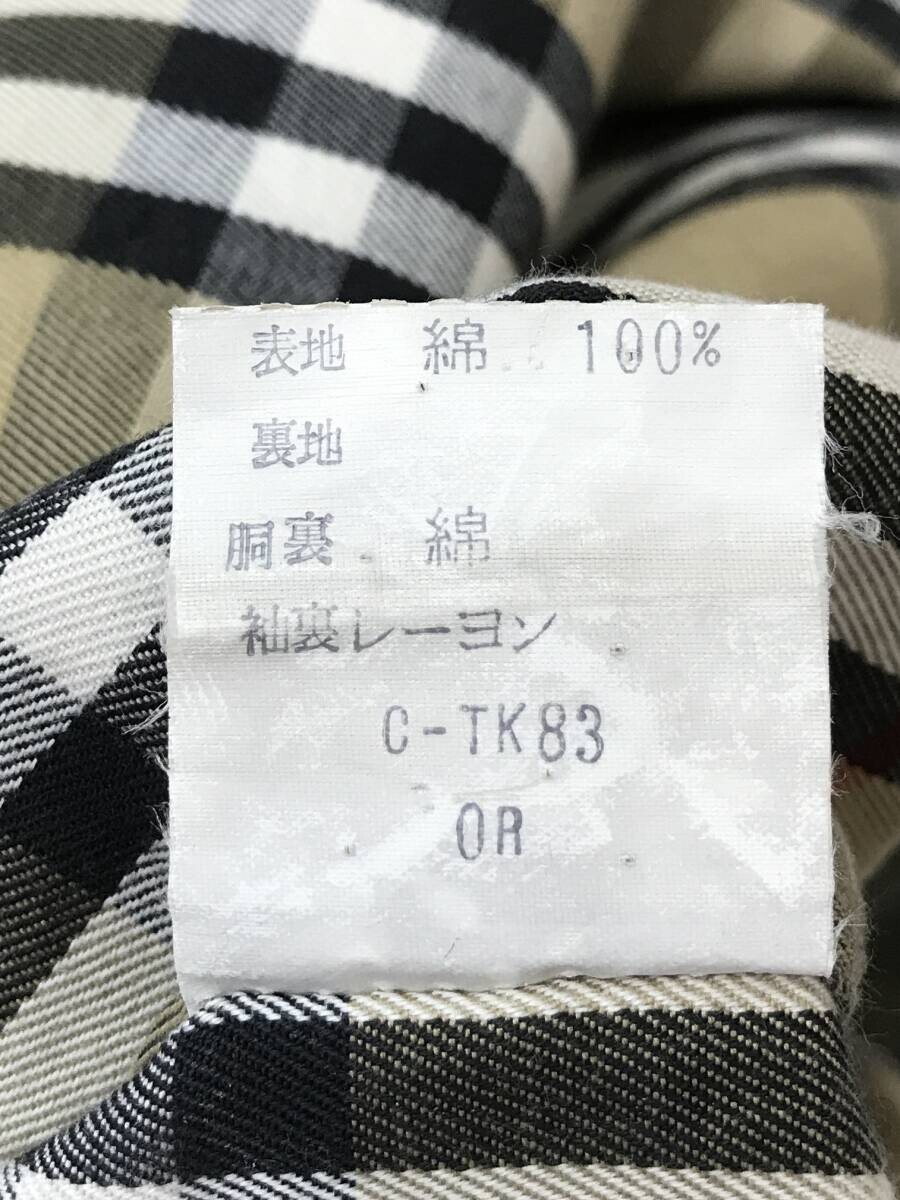 表地 綿 100%
裏地
胴裏 綿
袖裏レーヨン
C-TK83
OR